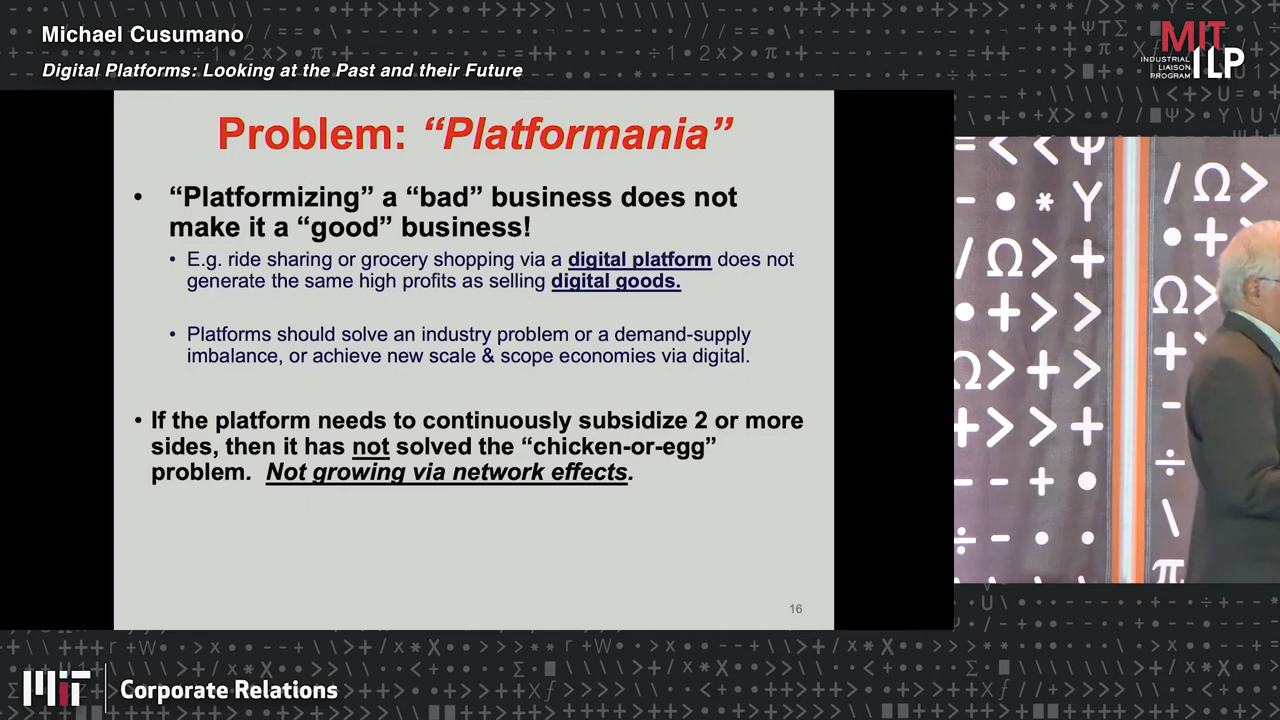 Michael Cusumano
Digital Platforms: Looking at the Past and their Future
MIT
INDUSTRIAL
LIAISON
PROGRAM
ILP
Problem: “Platformania”
• “Platformizing” a “bad” business does not
make it a “good” business!
• E.g. ride sharing or grocery shopping via a digital platform does not
generate the same high profits as selling digital goods.
• Platforms should solve an industry problem or a demand-supply
imbalance, or achieve new scale & scope economies via digital.
• If the platform needs to continuously subsidize 2 or more
sides, then it has not solved the “chicken-or-egg”
problem. Not growing via network effects.
16
MIT
Corporate Relations